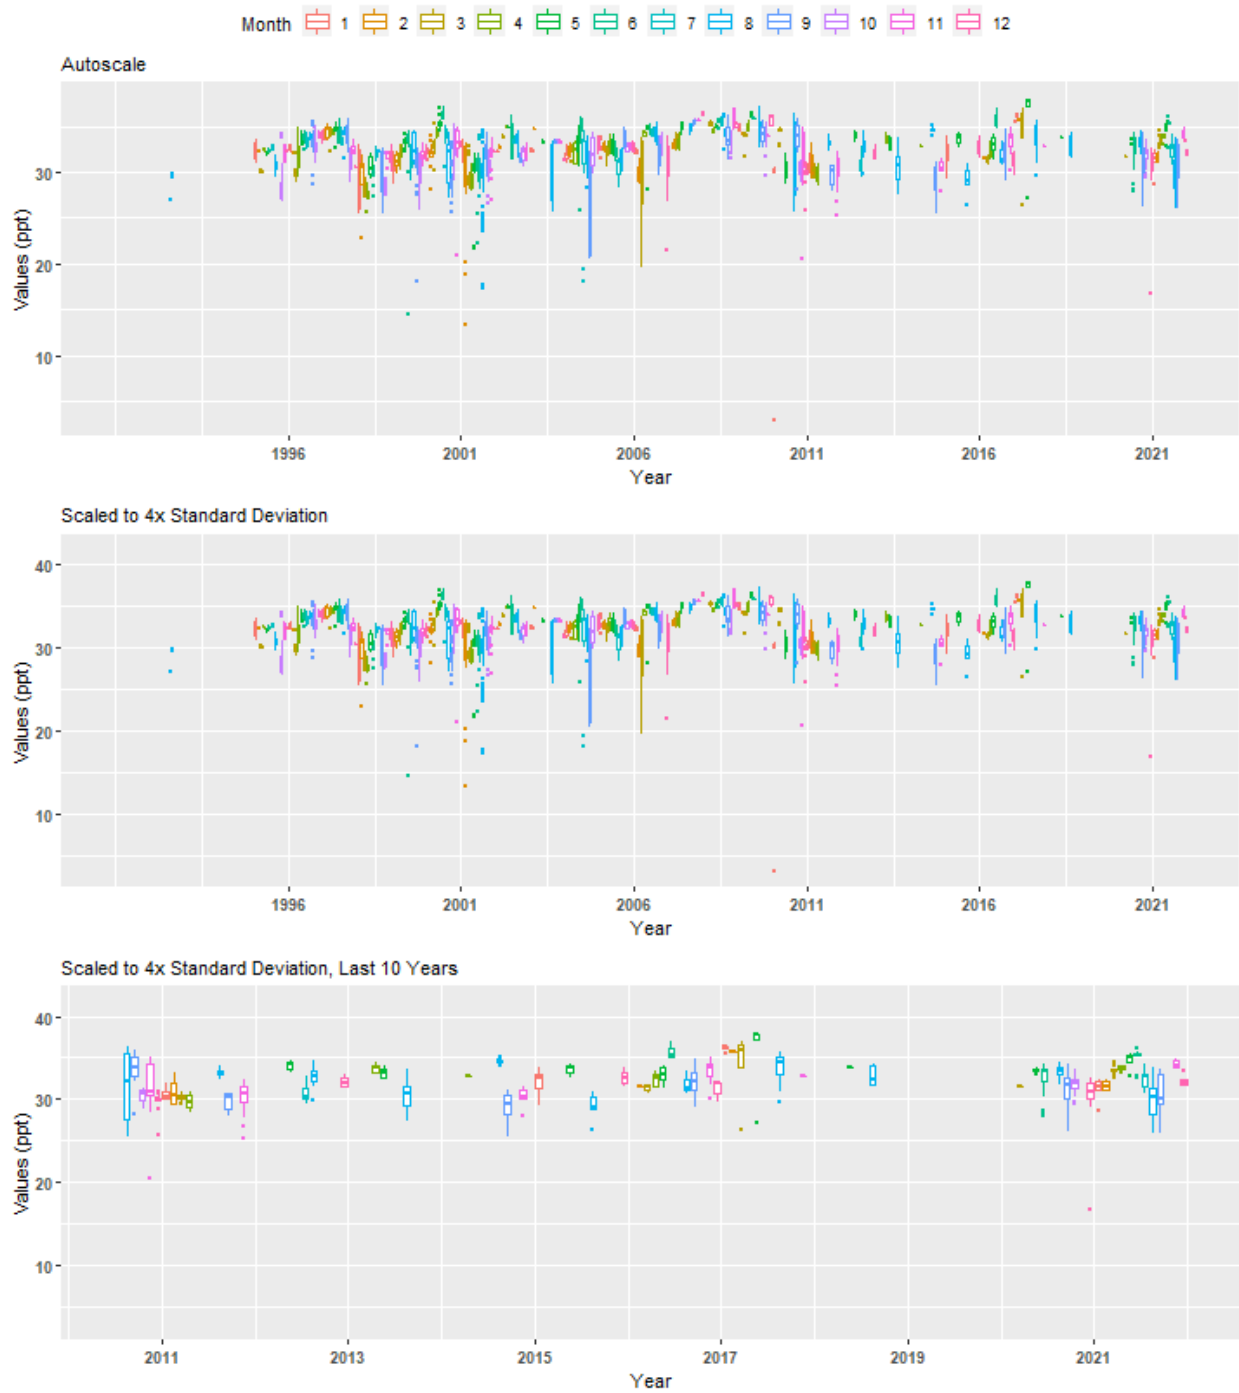 Month 1 2 3 4 5 6 7 8 9 10 11 12
Autoscale
30
20
10
Values (ppt)
1996 2001 2006 2011 2016 2021
Year
Scaled to 4x Standard Deviation
40
30
20
10
Values (ppt)
1996 2001 2006 2011 2016 2021
Year
Scaled to 4x Standard Deviation, Last 10 Years
40
30
20
10
Values (ppt)
2011 2013 2015 2017 2019 2021
Year